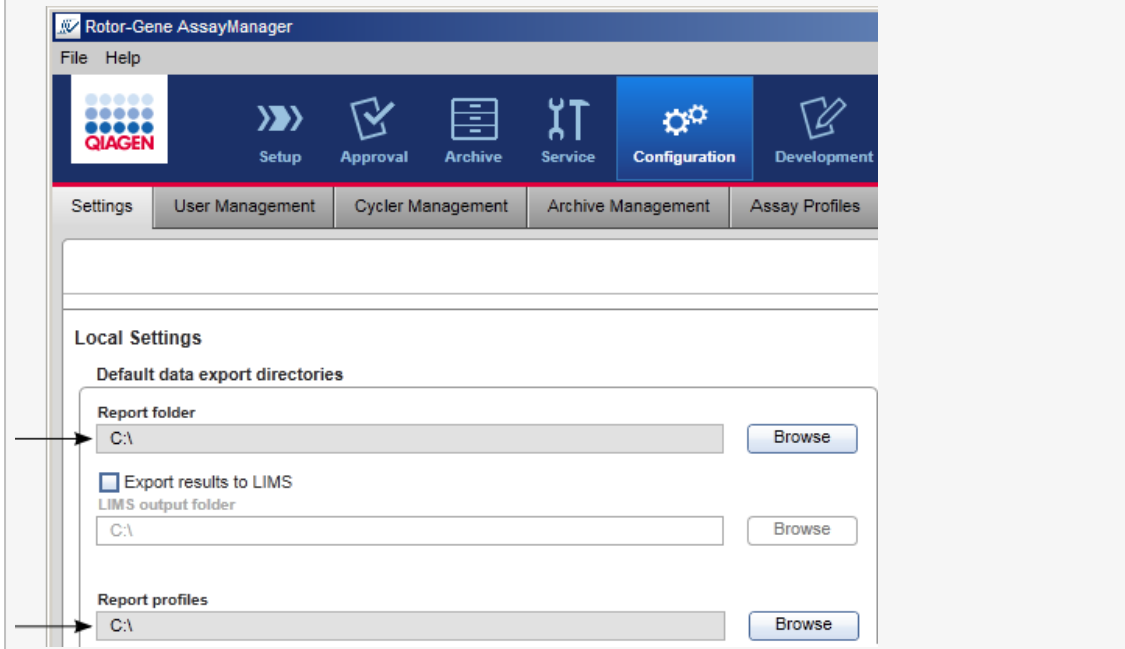 Rotor-Gene AssayManager
File Help
QIAGEN
Setup Approval Archive Service Configuration Development
Settings User Management Cycler Management Archive Management Assay Profiles
Local Settings
Default data export directories
Report folder
C:\ Browse
Export results to LIMS
LIMS output folder
C:\ Browse
Report profiles
C:\ Browse